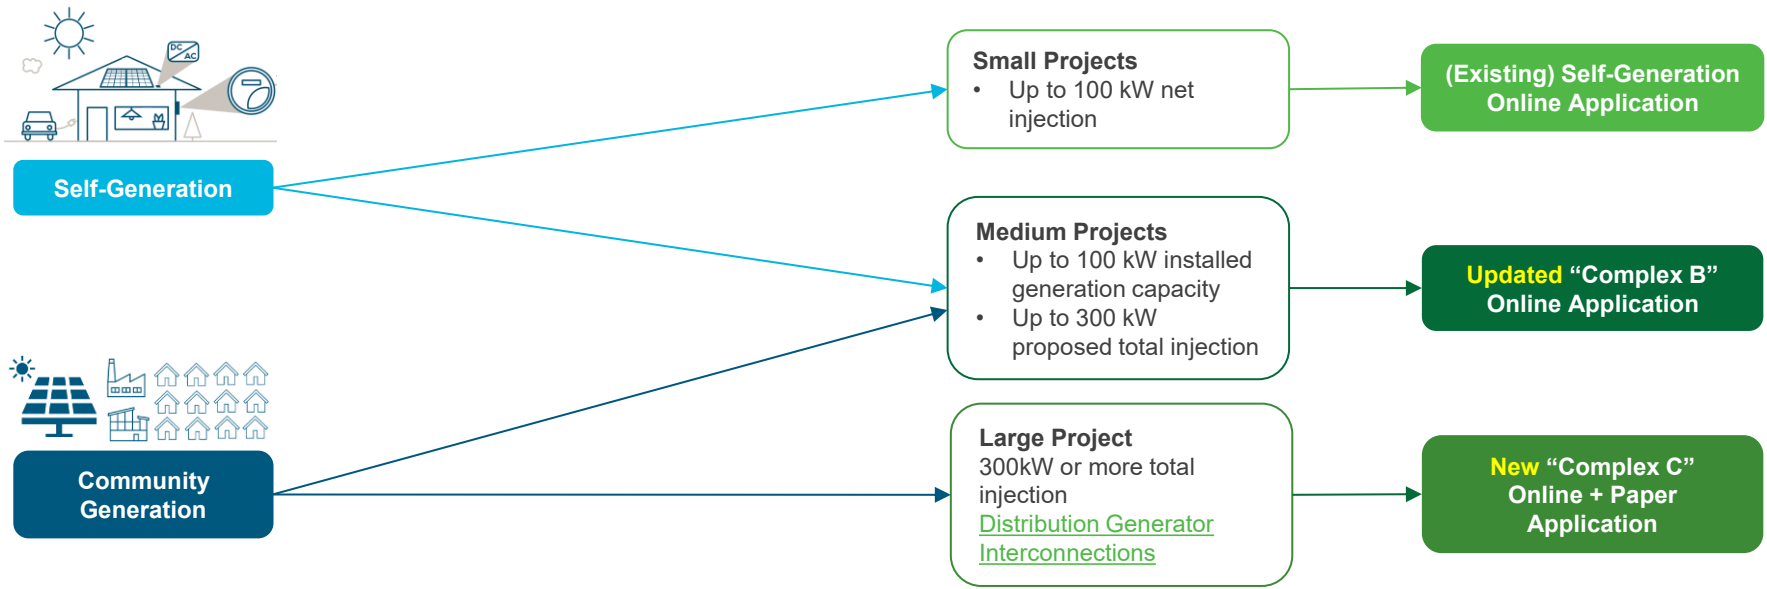 DC
AC
Self-Generation
Small Projects
• Up to 100 kW net
injection
(Existing) Self-Generation
Online Application
Medium Projects
• Up to 100 kW installed
generation capacity
• Up to 300 kW
proposed total injection
Updated “Complex B”
Online Application
Community
Generation
Large Project
300kW or more total
injection
Distribution Generator
Interconnections
New “Complex C”
Online + Paper
Application